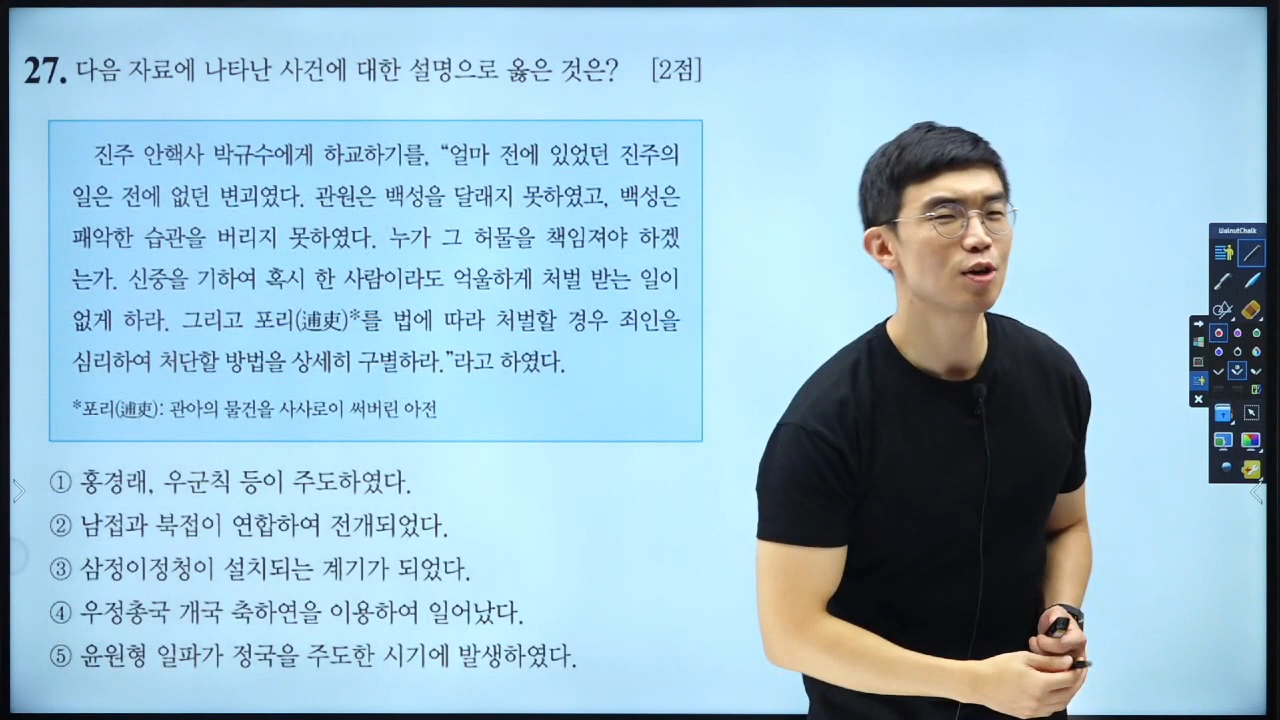 27. 다음 자료에 나타난 사건에 대한 설명으로 옳은 것은? [2점]
진주 안핵사 박규수에게 하교하기를, “얼마 전에 있었던 진주의
일은 전에 없던 변괴였다. 관원은 백성을 달래지 못하였고, 백성은
패악한 습관을 버리지 못하였다. 누가 그 허물을 책임져야 하겠
는가. 신중을 기하여 혹시 한 사람이라도 억울하게 처벌 받는 일이
없게 하라. 그리고 포리(逋吏)*를 법에 따라 처벌할 경우 죄인을
심리하여 처단할 방법을 상세히 구별하라.”라고 하였다.
*포리(逋吏): 관아의 물건을 사사로이 써버린 아전
① 홍경래, 우군칙 등이 주도하였다.
② 남접과 북접이 연합하여 전개되었다.
③ 삼정이정청이 설치되는 계기가 되었다.
④ 우정총국 개국 축하연을 이용하여 일어났다.
⑤ 윤원형 일파가 정국을 주도한 시기에 발생하였다.
WalnutChalk